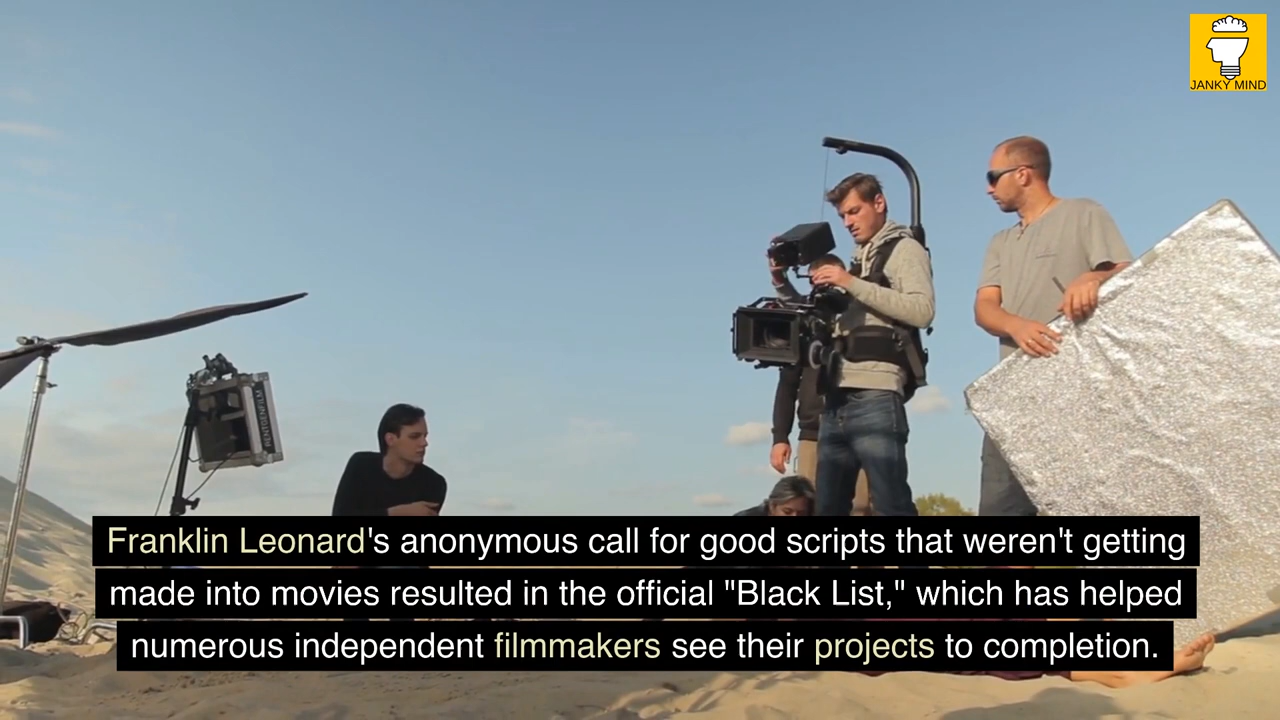 JANKY MIND
RENTGENFILM
Franklin Leonard's anonymous call for good scripts that weren't getting
made into movies resulted in the official "Black List," which has helped
numerous independent filmmakers see their projects to completion.